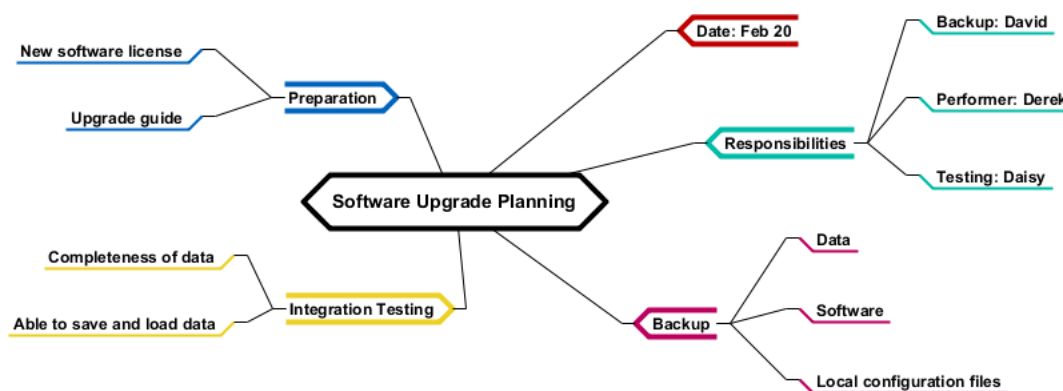 Software Upgrade Planning
Preparation
New software license
Upgrade guide
Integration Testing
Completeness of data
Able to save and load data
Date: Feb 20
Responsibilities
Backup: David
Performer: Derek
Testing: Daisy
Backup
Data
Software
Local configuration files